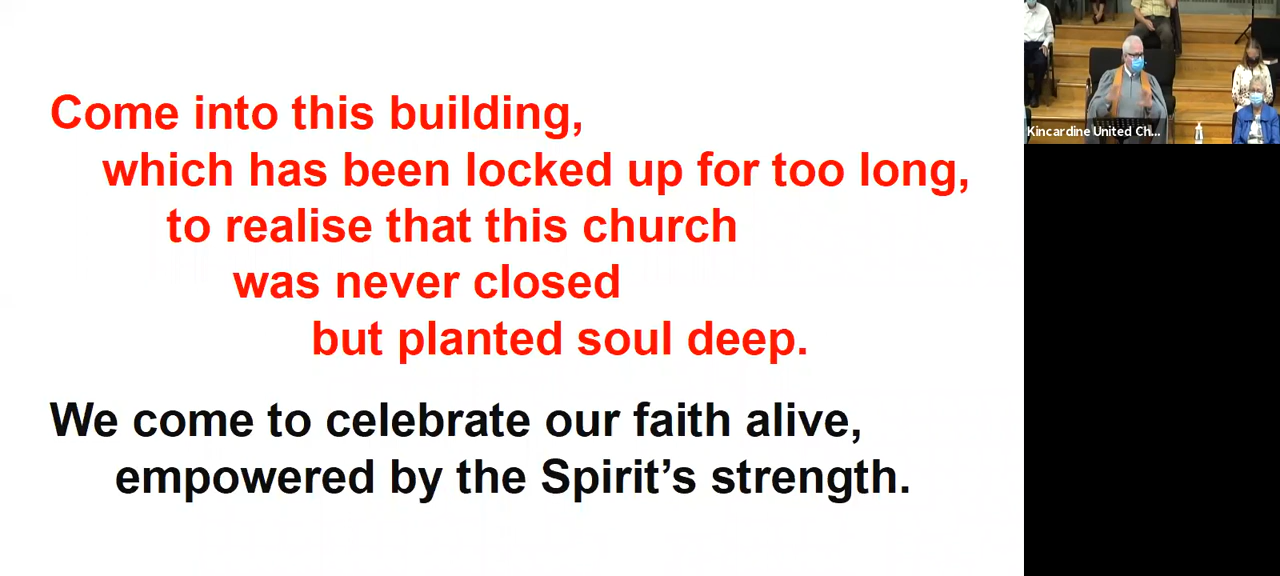 Come into this building,
which has been locked up for too long,
to realise that this church
was never closed
but planted soul deep.
We come to celebrate our faith alive,
empowered by the Spirit's strength.
Kincardine United Ch...